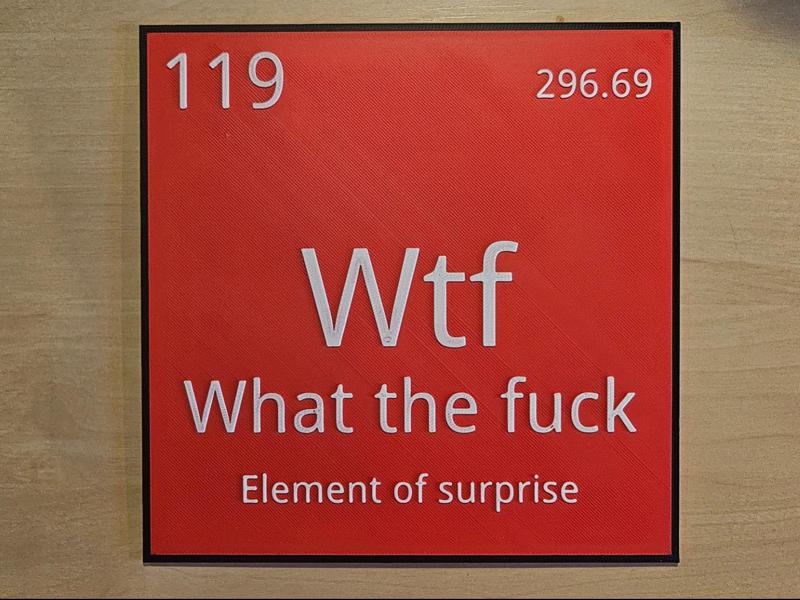 119
296.69
Wtf
What the fuck
Element of surprise